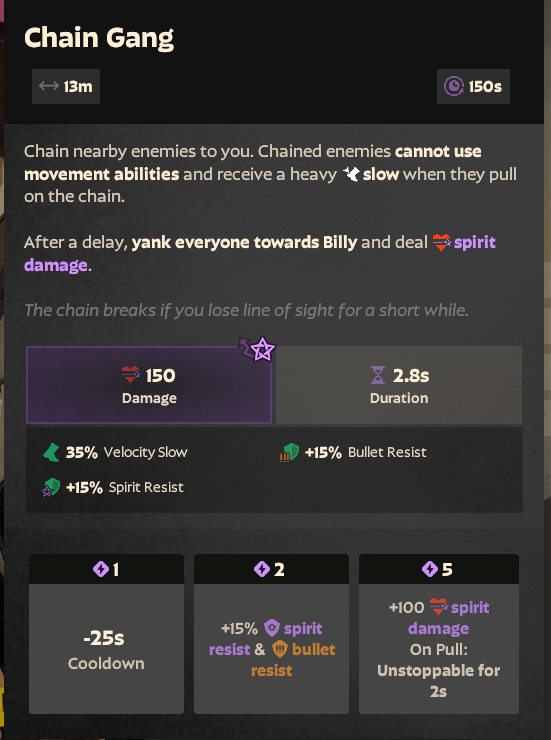 Chain Gang
13m
150s
Chain nearby enemies to you. Chained enemies cannot use
movement abilities and receive a heavy slow when they pull
on the chain.
After a delay, yank everyone towards Billy and deal spirit
damage.
The chain breaks if you lose line of sight for a short while.
150
Damage
2.8s
Duration
35% Velocity Slow
+15% Bullet Resist
+15% Spirit Resist
1
-25s
Cooldown
2
+15% spirit
resist & bullet
resist
5
+100 spirit
damage
On Pull:
Unstoppable for
2s